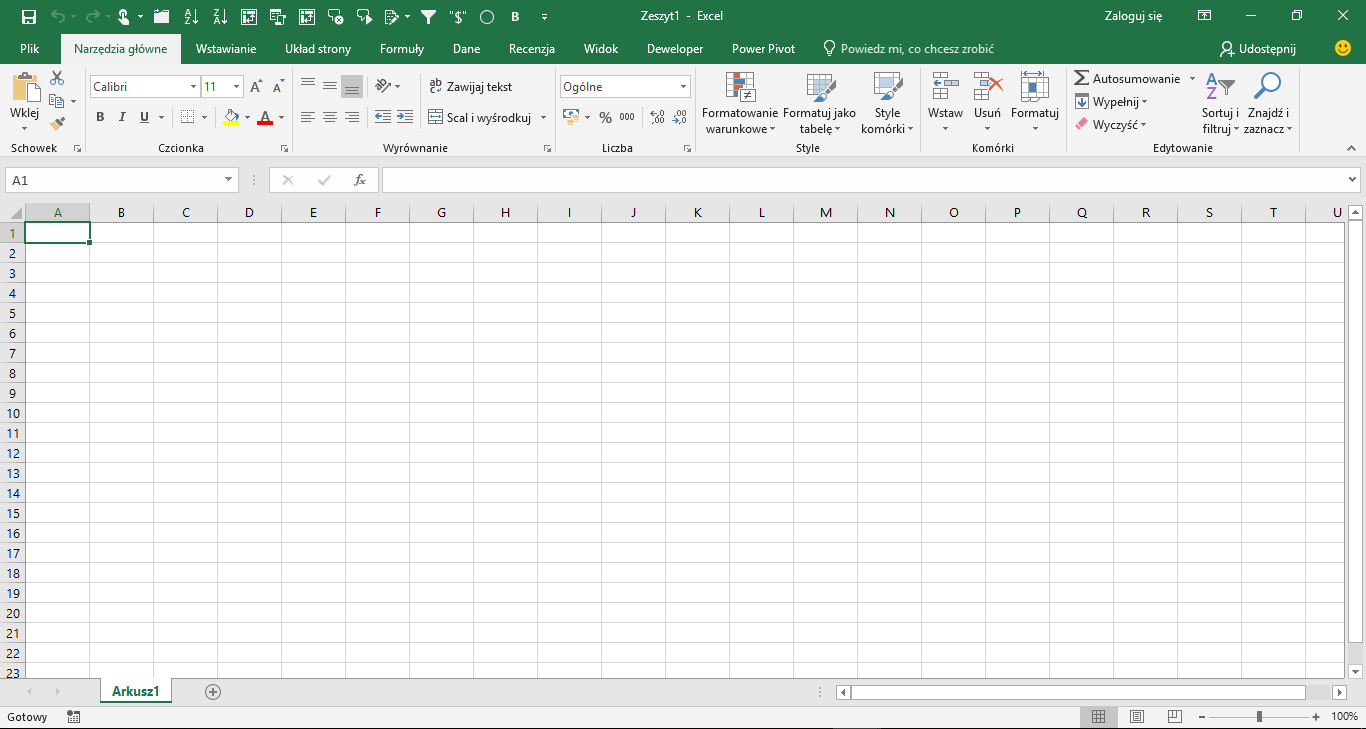 "$" B Zeszyt1 - Excel Zaloguj się
Plik Narzędzia główne Wstawianie Układ strony Formuły Dane Recenzja Widok Deweloper Power Pivot Powiedz mi, co chcesz zrobić Udostępnij
Wklej
Calibri 11
B I U A
Zawijaj tekst
Scal i wyśrodkuj
Ogólne
% 000
Formatowanie warunkowe
Formatuj jako tabelę
Style komórki
Wstaw Usuń Formatuj
Autosumowanie
Wypełnij
Wyczyść
Sortuj i filtruj
Znajdź i zaznacz
Schowek Czcionka Wyrównanie Liczba Style Komórki Edytowanie
A1 fx
A B C D E F G H I J K L M N O P Q R S T U
1
2
3
4
5
6
7
8
9
10
11
12
13
14
15
16
17
18
19
20
21
22
23
Arkusz1
Gotowy 100%